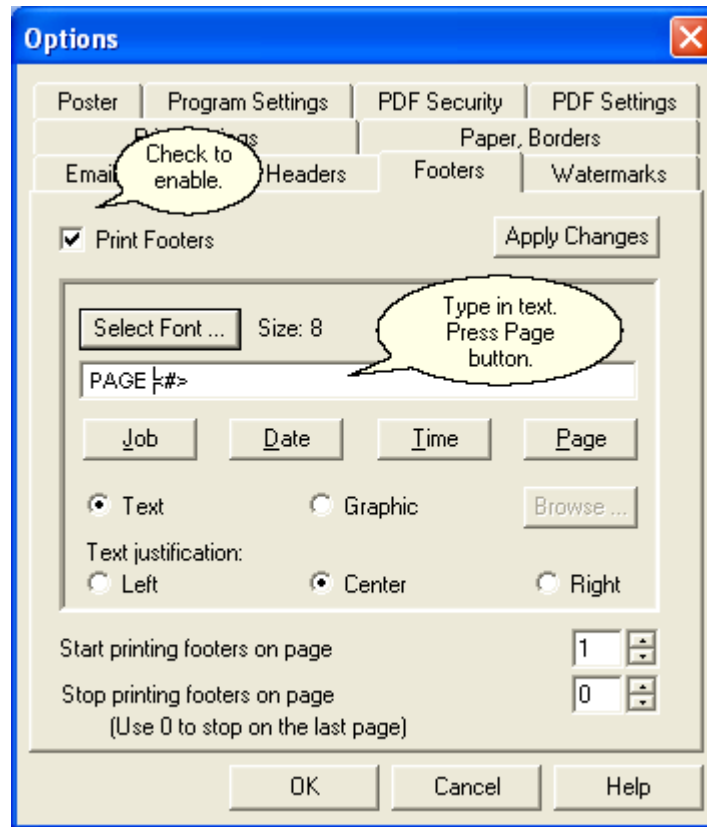 Options
Poster Program Settings PDF Security PDF Settings
Paper, Borders
Check to
enable.
Email Headers Footers Watermarks
Print Footers Apply Changes
Type in text.
Press Page
button.
Select Font ... Size: 8
PAGE <#>
Job Date Time Page
Text Graphic Browse ...
Text justification:
Left Center Right
Start printing footers on page 1
Stop printing footers on page 0
(Use 0 to stop on the last page)
OK Cancel Help